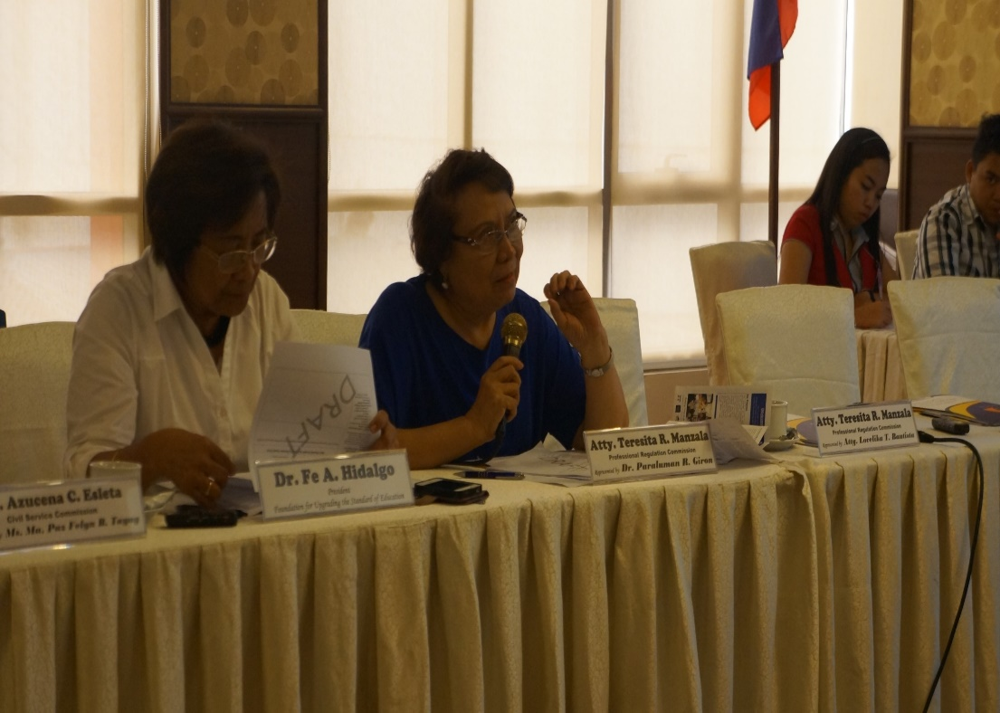 . Azucena C. Esleta
Civil Service Commission
Ms. Ma. Paz Felyn B. Tagay
DRAFT
Dr. Fe A. Hidalgo
President
Foundation for Upgrading the Standard of Education
Atty. Teresita R. Manzala
Professional Regulation Commission
Represented by Dr. Paraluman R. Giron
Atty. Teresita R. Manzala
Professional Regulation Commission
Represented by Atty. Lorelika T. Bautista